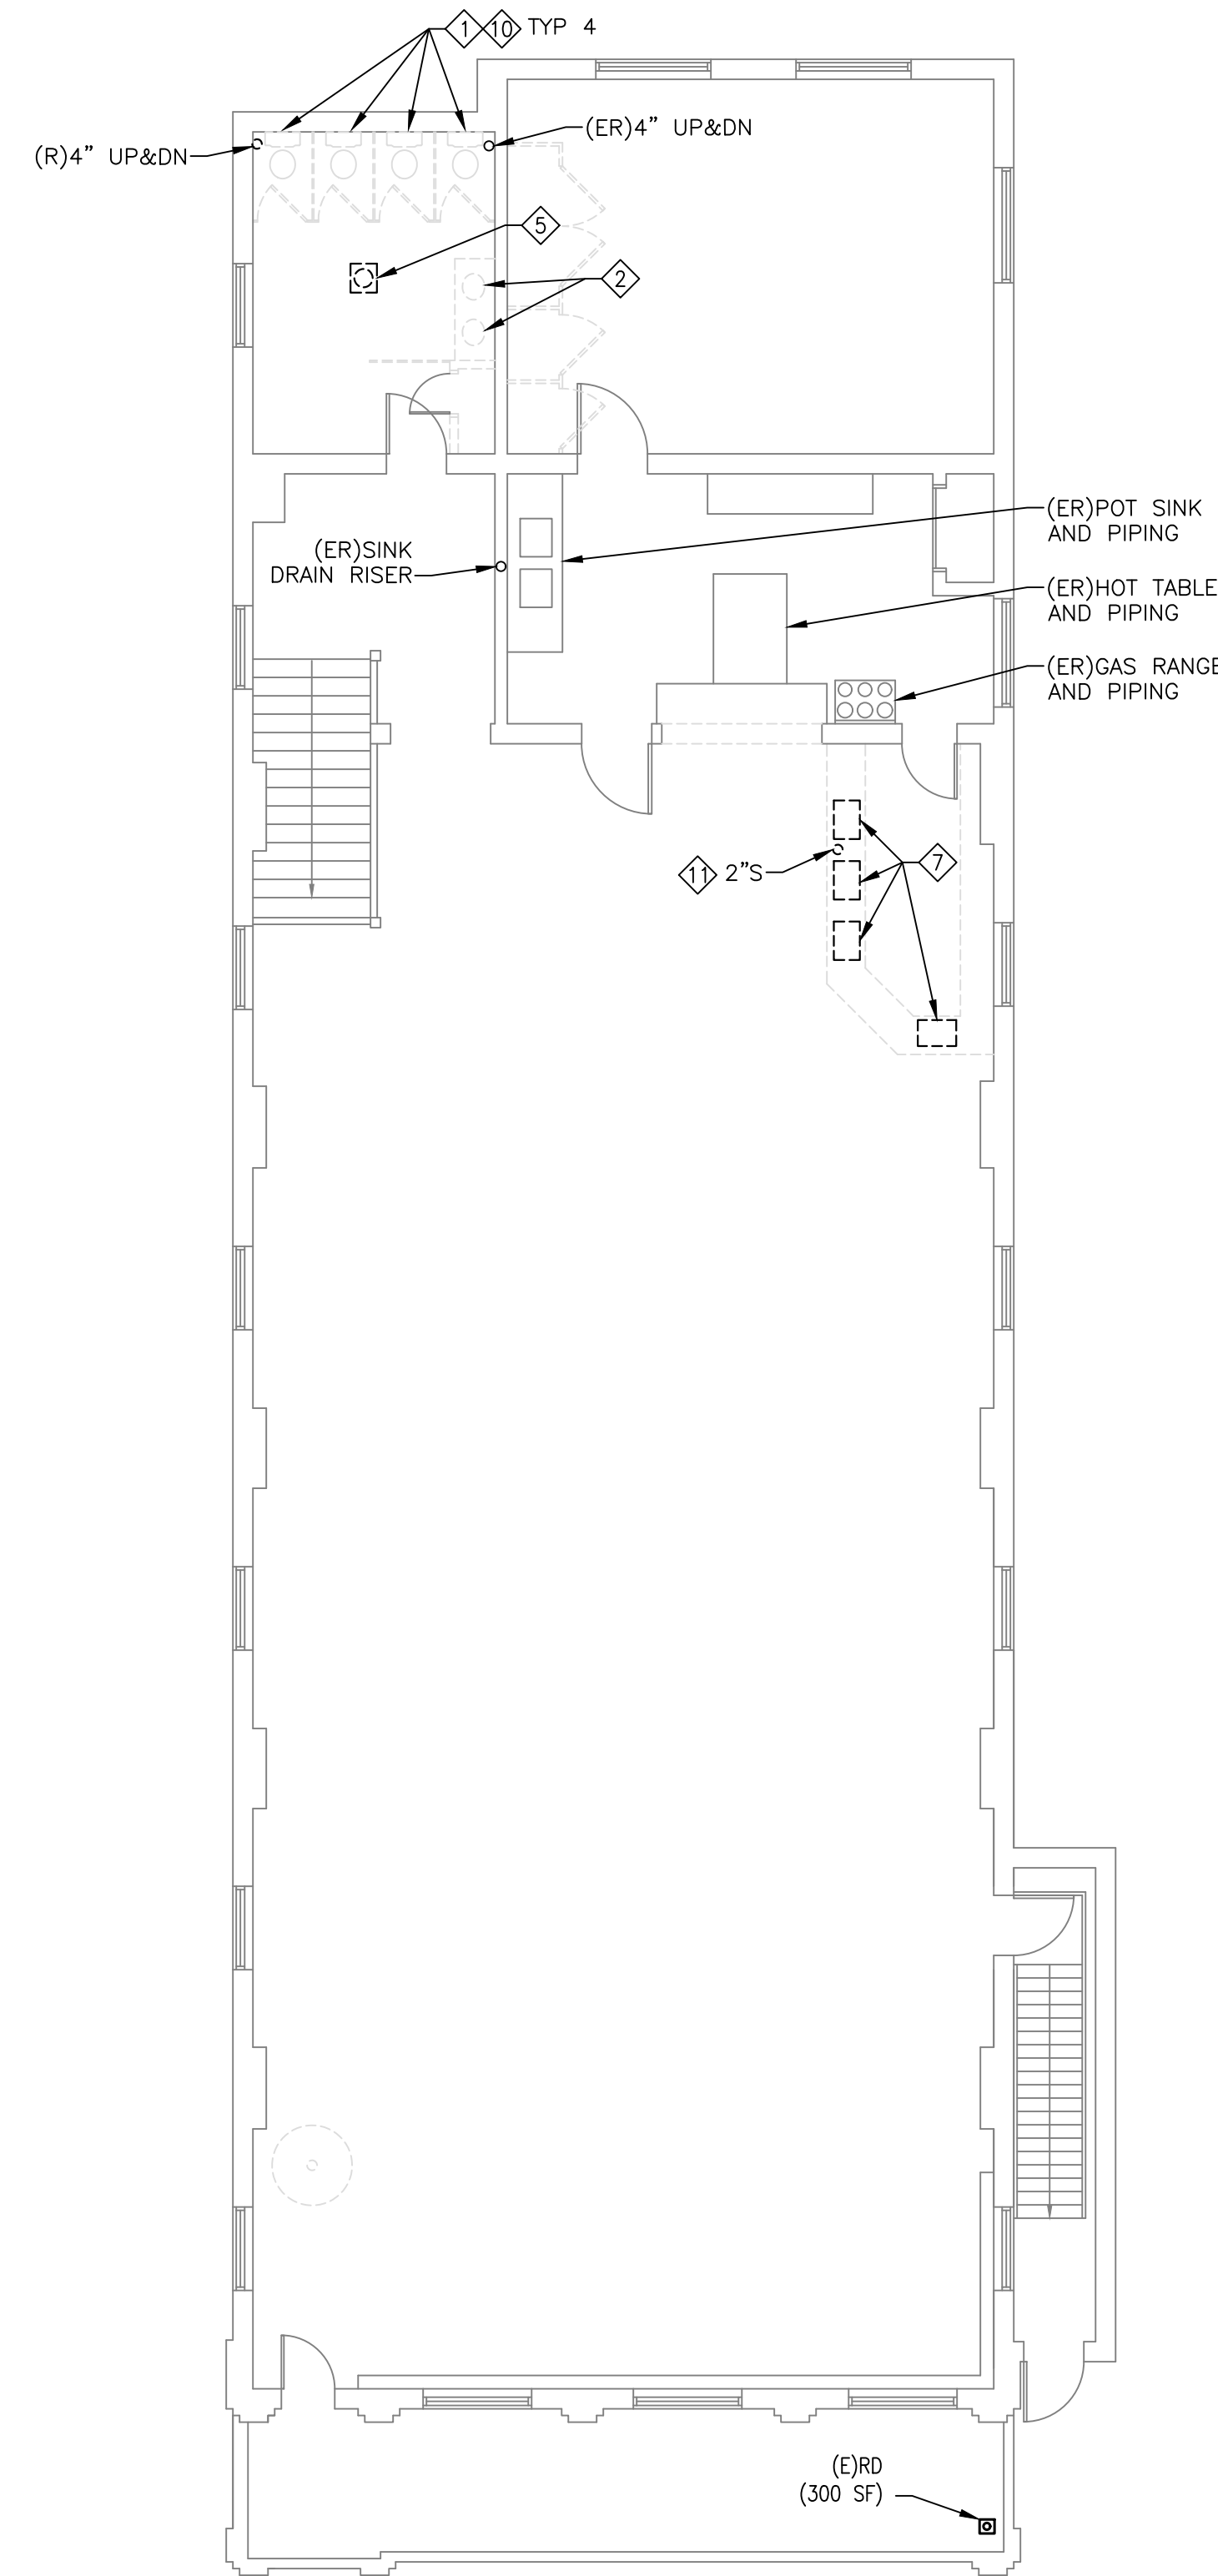 1 10 TYP 4
(R)4" UP&DN
(ER)4" UP&DN
5
2
(ER)POT SINK
AND PIPING
(ER)SINK
DRAIN RISER
(ER)HOT TABLE
AND PIPING
(ER)GAS RANGE
AND PIPING
11 2"S
7
(E)RD
(300 SF)